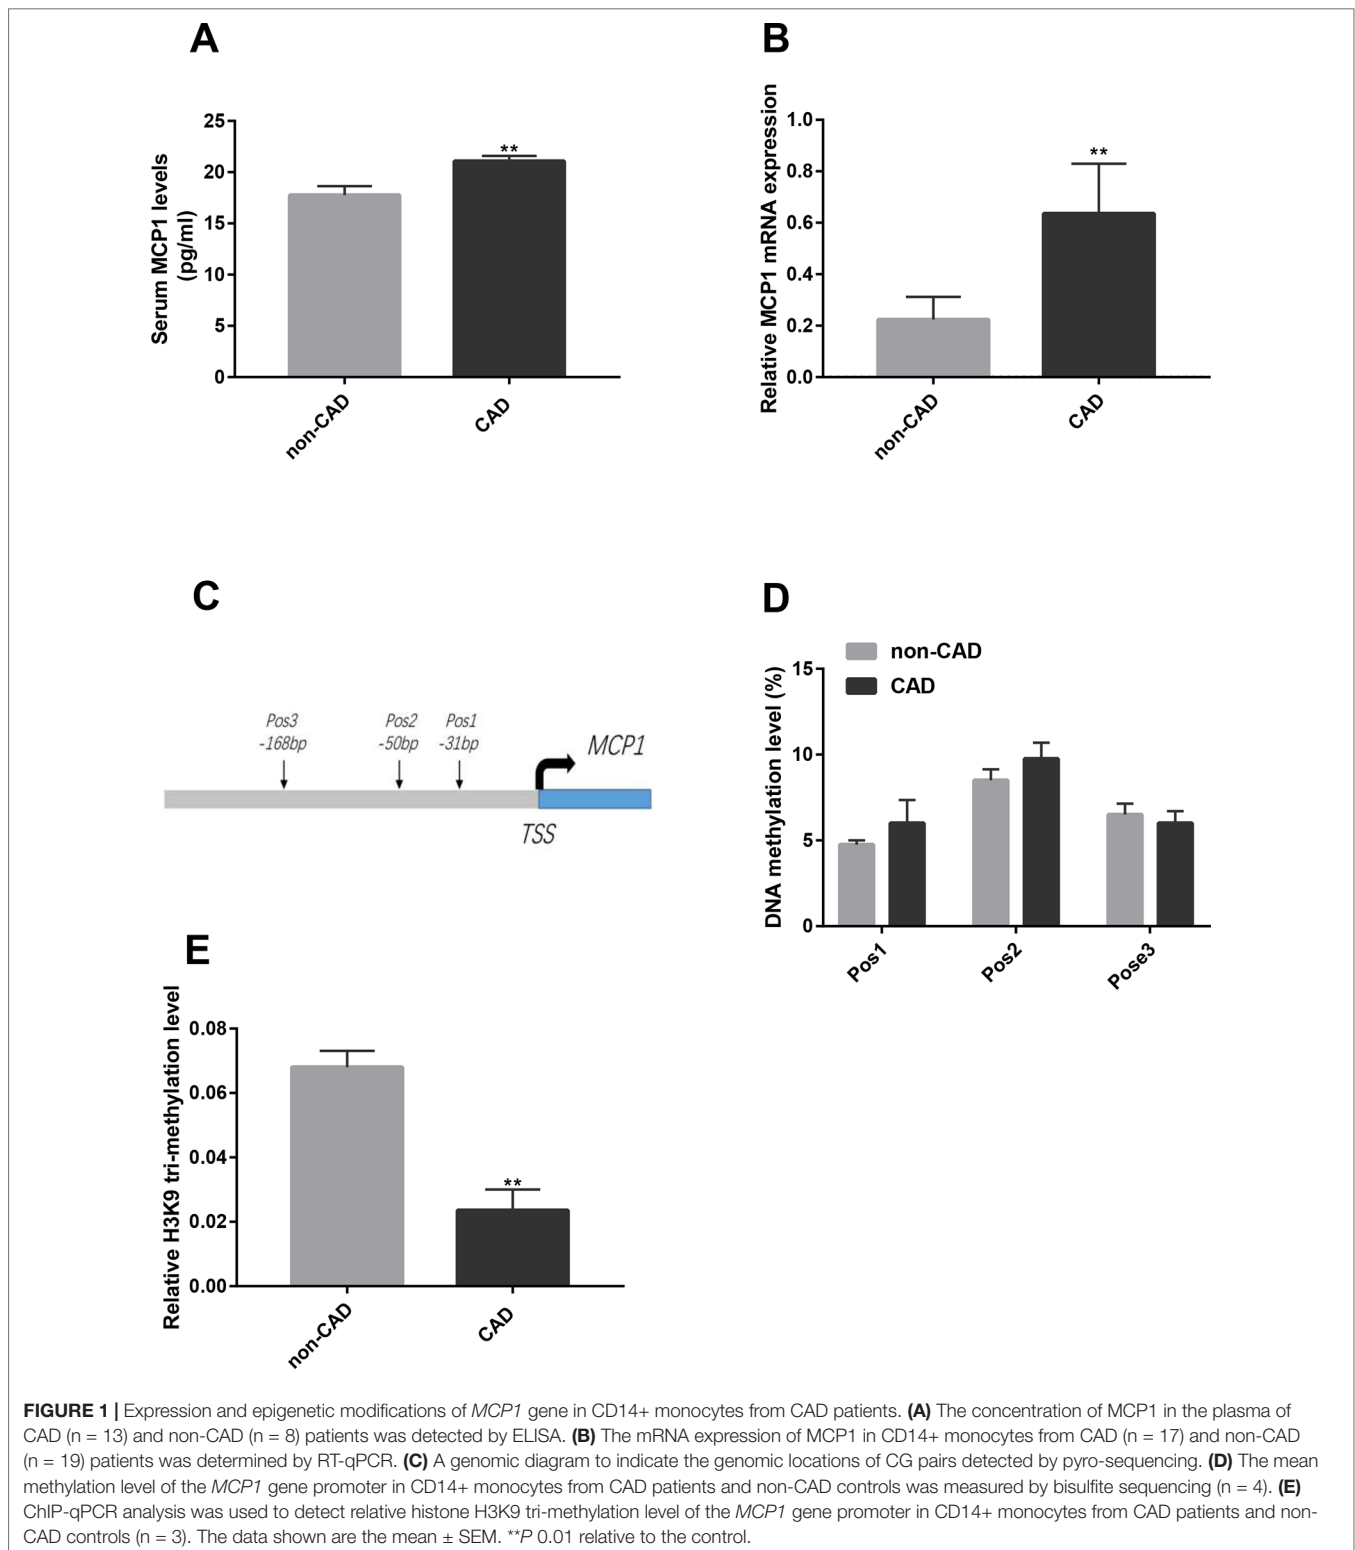 A
Serum MCP1 levels
(pg/ml)
25
20
15
10
5
0
**
non-CAD
CAD
B
Relative MCP1 mRNA expression
1.0
0.8
0.6
0.4
0.2
0.0
**
non-CAD
CAD
C
Pos3
-168bp
Pos2
-50bp
Pos1
-31bp
MCP1
TSS
D
non-CAD
CAD
DNA methylation level (%)
15
10
5
0
Pos1
Pos2
Pose3
E
Relative H3K9 tri-methylation level
0.08
0.06
0.04
0.02
0.00
**
non-CAD
CAD
FIGURE 1 | Expression and epigenetic modifications of MCP1 gene in CD14+ monocytes from CAD patients. (A) The concentration of MCP1 in the plasma of
CAD (n = 13) and non-CAD (n = 8) patients was detected by ELISA. (B) The mRNA expression of MCP1 in CD14+ monocytes from CAD (n = 17) and non-CAD
(n = 19) patients was determined by RT-qPCR. (C) A genomic diagram to indicate the genomic locations of CG pairs detected by pyro-sequencing. (D) The mean
methylation level of the MCP1 gene promoter in CD14+ monocytes from CAD patients and non-CAD controls was measured by bisulfite sequencing (n = 4). (E)
ChIP-qPCR analysis was used to detect relative histone H3K9 tri-methylation level of the MCP1 gene promoter in CD14+ monocytes from CAD patients and non-
CAD controls (n = 3). The data shown are the mean ± SEM. **P 0.01 relative to the control.